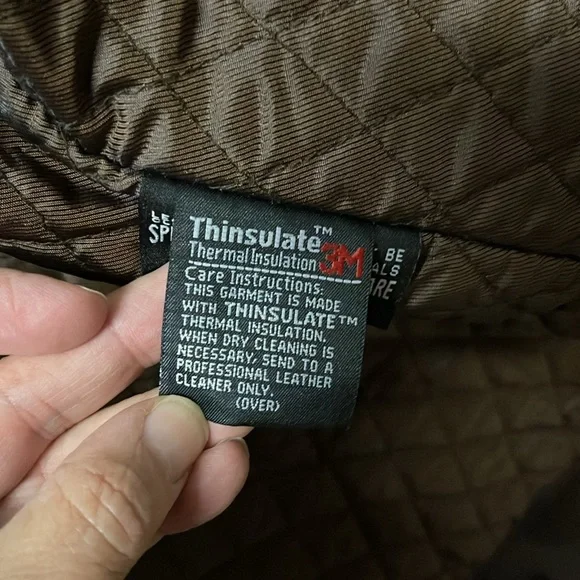 Thinsulate™ 3M
Thermal Insulation
Care Instructions.
THIS GARMENT IS MADE
WITH THINSULATE™
THERMAL INSULATION.
WHEN DRY CLEANING IS
NECESSARY, SEND TO A
PROFESSIONAL LEATHER
CLEANER ONLY.
(OVER)
BE